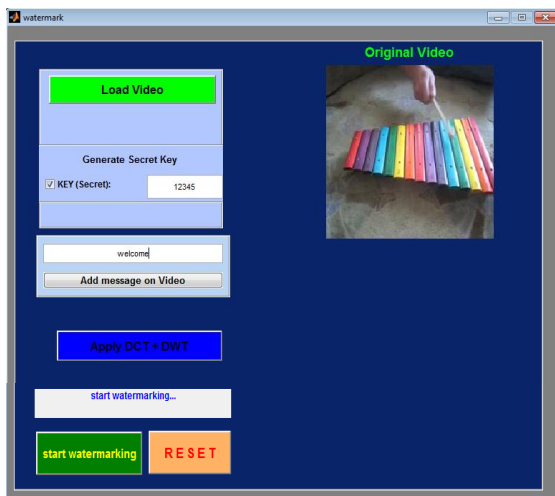 watermark
Original Video
Load Video
Generate Secret Key
KEY (Secret):
12345
welcome
Add message on Video
Apply DCT + DWT
start watermarking...
start watermarking
R E S E T